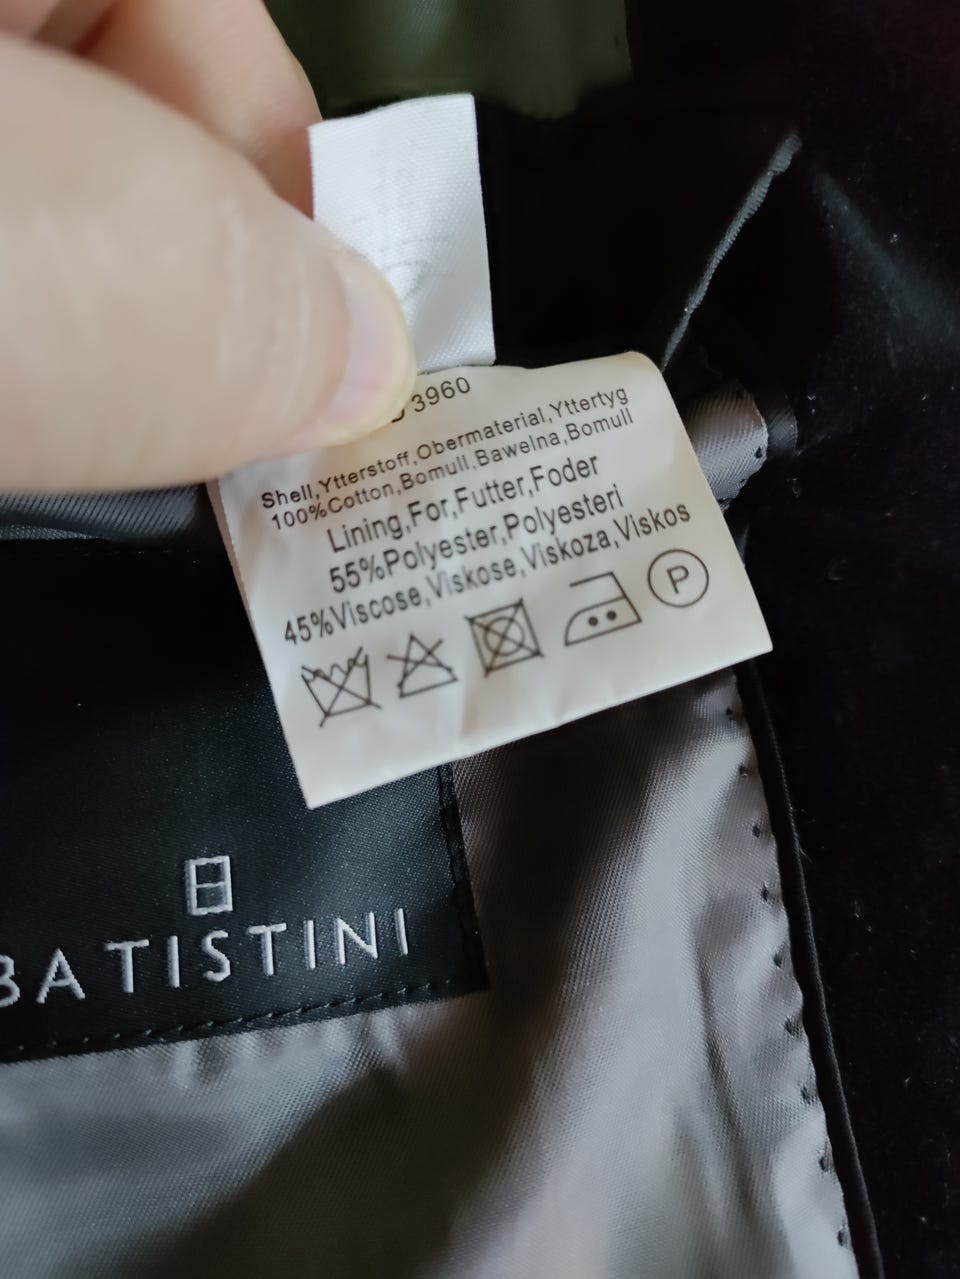 3960
Shell,Ytterstoff,Obermaterial,Yttertyg
100%Cotton,Bomull,Bawelna,Bomull
Lining,For,Futter,Foder
55%Polyester,Polyesteri
45%Viscose,Viskose,Viskoza,Viskos
P
BATISTINI